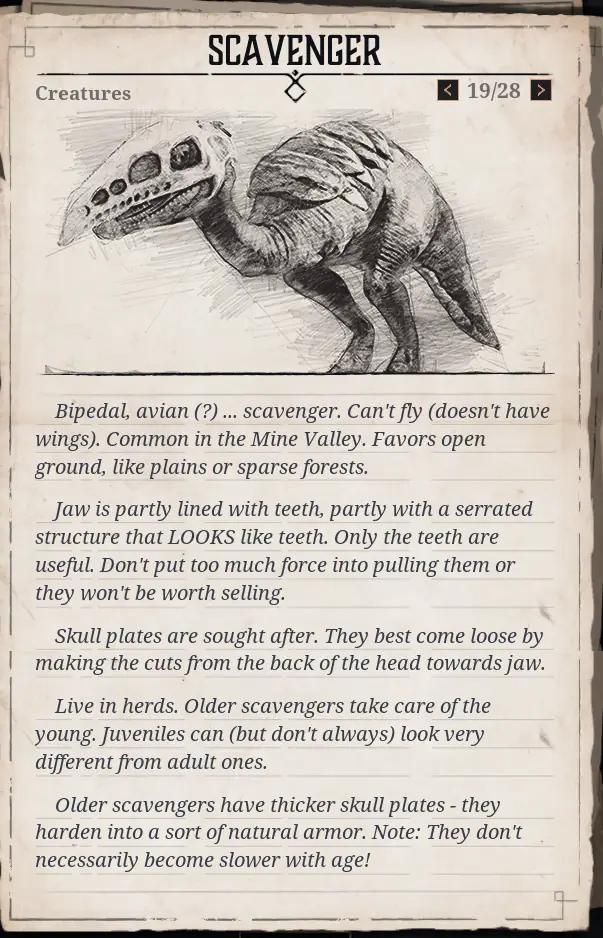 SCAVENGER
Creatures
< 19/28 >
Bipedal, avian (?) ... scavenger. Can't fly (doesn't have
wings). Common in the Mine Valley. Favors open
ground, like plains or sparse forests.
Jaw is partly lined with teeth, partly with a serrated
structure that LOOKS like teeth. Only the teeth are
useful. Don't put too much force into pulling them or
they won't be worth selling.
Skull plates are sought after. They best come loose by
making the cuts from the back of the head towards jaw.
Live in herds. Older scavengers take care of the
young. Juveniles can (but don't always) look very
different from adult ones.
Older scavengers have thicker skull plates - they
harden into a sort of natural armor. Note: They don't
necessarily become slower with age!